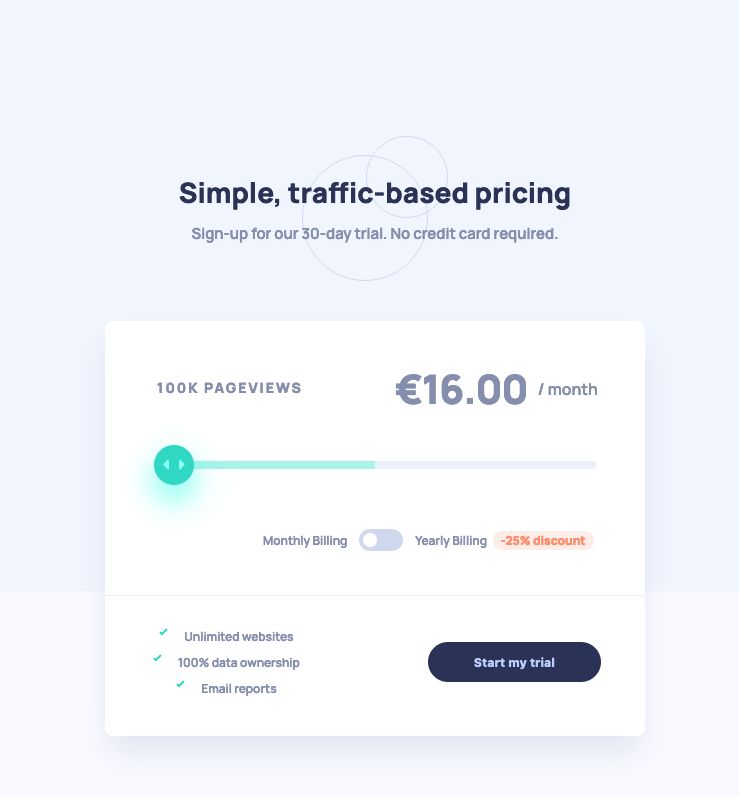 Simple, traffic-based pricing
Sign-up for our 30-day trial. No credit card required.
100K PAGEVIEWS
€16.00 / month
Monthly Billing Yearly Billing -25% discount
Unlimited websites
100% data ownership
Email reports
Start my trial